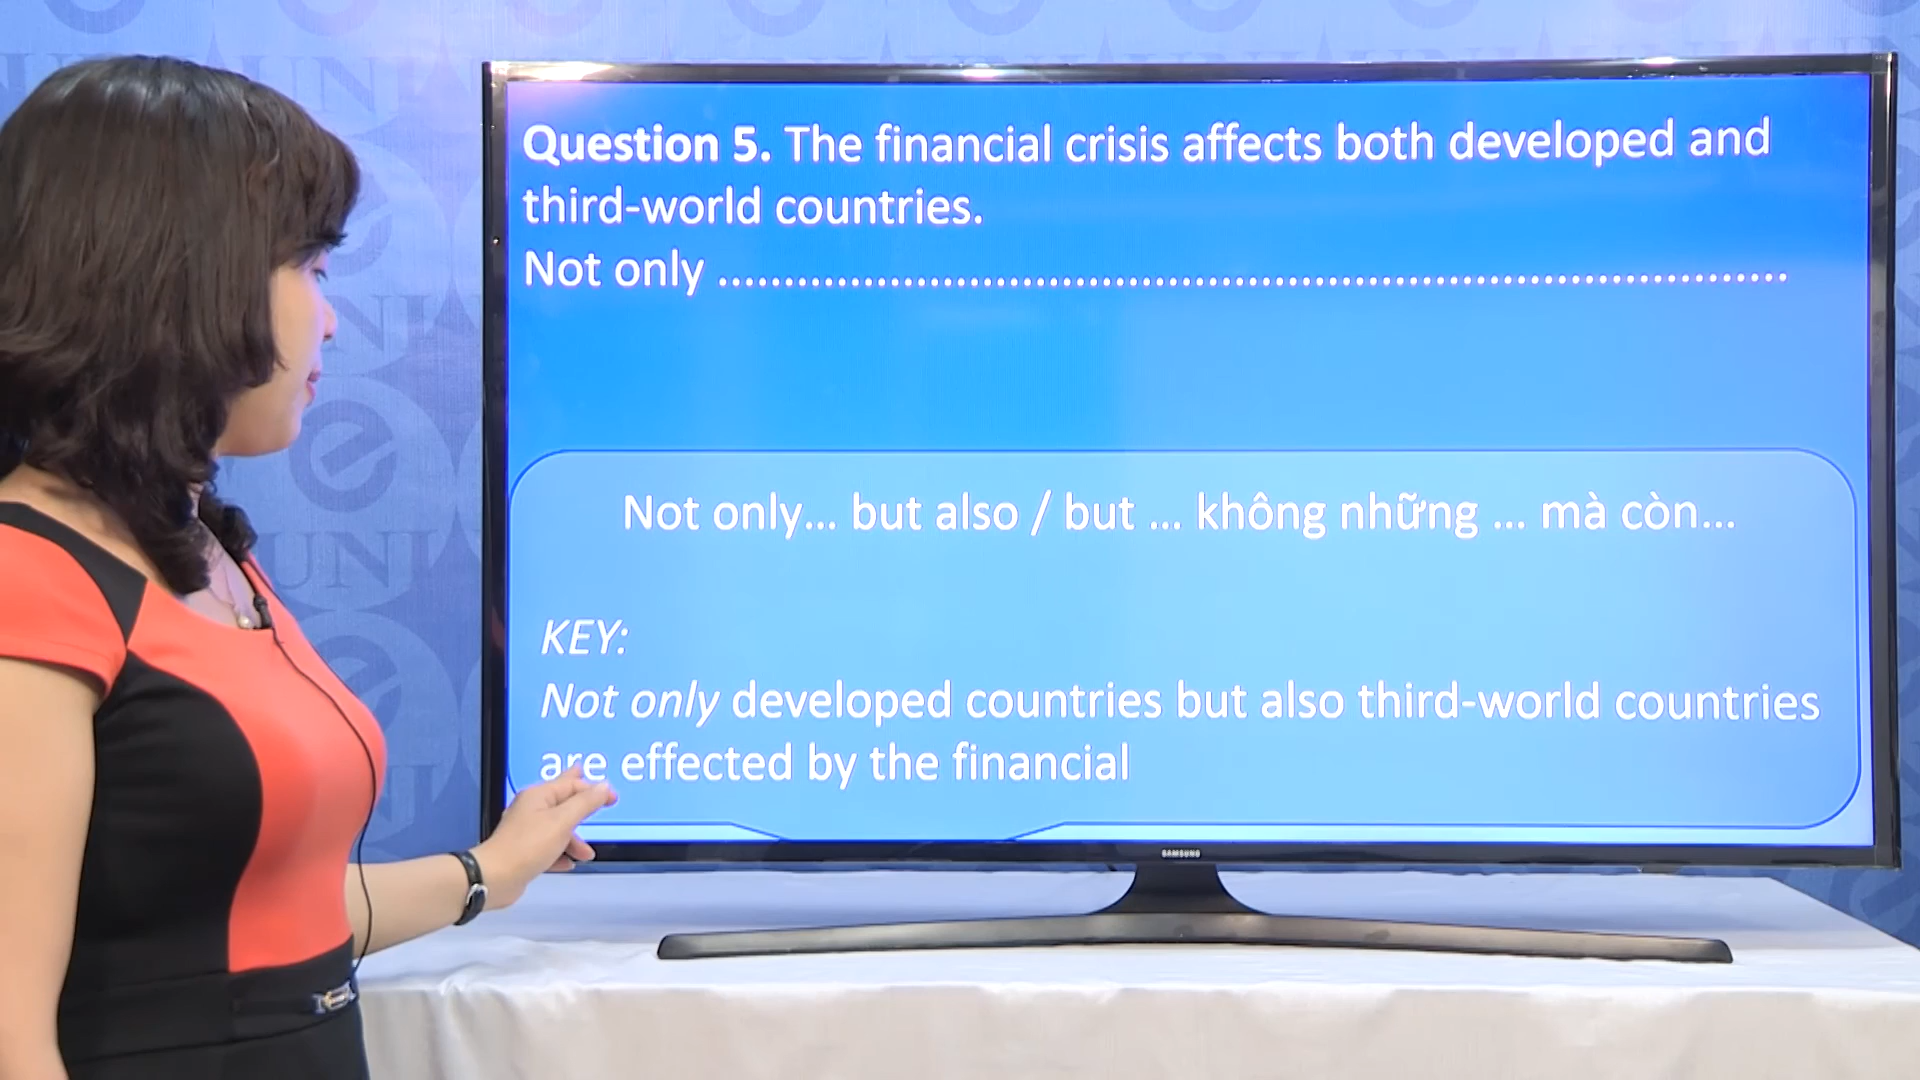 Question 5. The financial crisis affects both developed and
third-world countries.
Not only ................................................................................
Not only... but also / but ... không những ... mà còn...
KEY:
Not only developed countries but also third-world countries
are effected by the financial
SAMSUNG